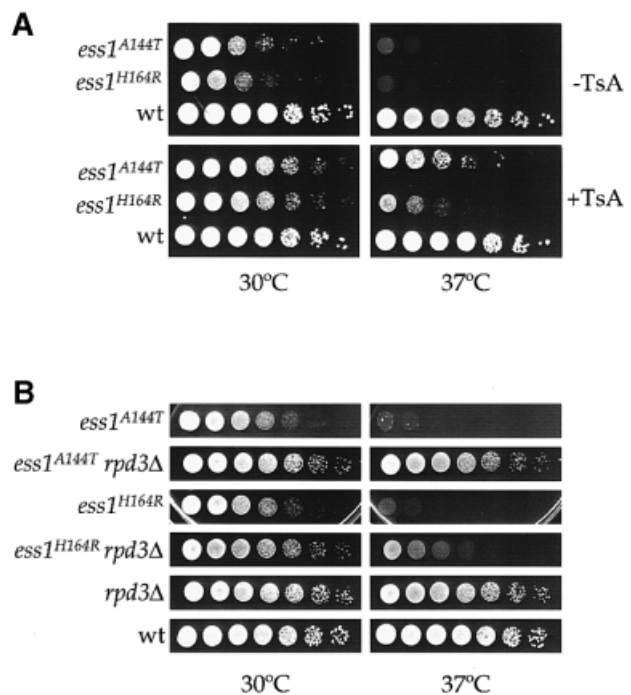 A
ess1A144T
ess1H164R
wt
-TsA
ess1A144T
ess1H164R
wt
+TsA
30ºC 37ºC
B
ess1A144T
ess1A144T rpd3Δ
ess1H164R
ess1H164R rpd3Δ
rpd3Δ
wt
30ºC 37ºC